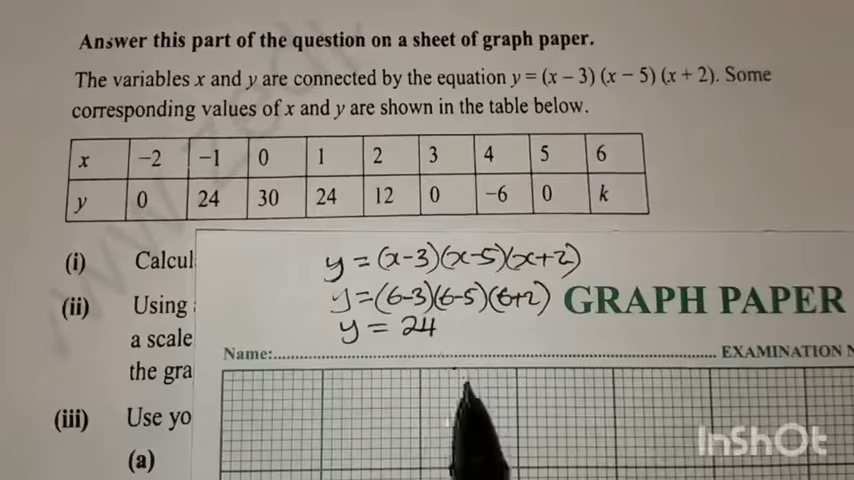 Answer this part of the question on a sheet of graph paper.
The variables x and y are connected by the equation y = (x – 3) (x – 5) (x + 2). Some
corresponding values of x and y are shown in the table below.
x –2 –1 0 1 2 3 4 5 6
y 0 24 30 24 12 0 –6 0 k
(i) Calcul
y = (x-3)(x-5)(x+2)
(ii) Using
y = (6-3)(6-5)(6+2)
GRAPH PAPER
a scale
y = 24
Name: EXAMINATION N
the gra
(iii) Use yo
(a)
InShOt